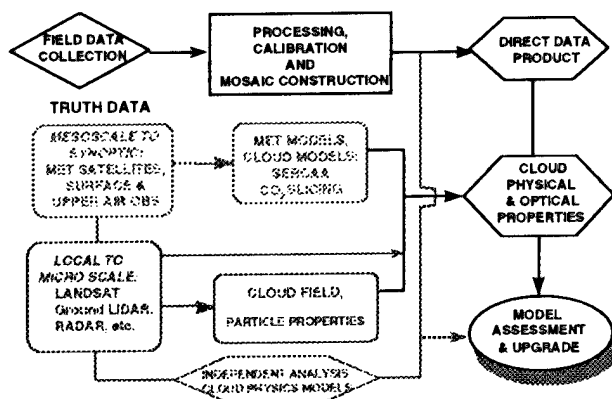 FIELD DATA
COLLECTION
PROCESSING,
CALIBRATION
AND
MOSAIC CONSTRUCTION
DIRECT DATA
PRODUCT
TRUTH DATA
MESOSCALE TO
SYNOPTIC:
MET SATELLITES,
SURFACE &
UPPER AIR OBS
MET MODELS,
CLOUD MODELS:
SERCAA
CO2 SLICING
CLOUD
PHYSICAL
& OPTICAL
PROPERTIES
LOCAL TO
MICRO SCALE:
LANDSAT
Ground LIDAR,
RADAR, etc.
CLOUD FIELD,
PARTICLE PROPERTIES
MODEL
ASSESSMENT
& UPGRADE
INDEPENDENT ANALYSIS
CLOUD PHYSICS MODELS